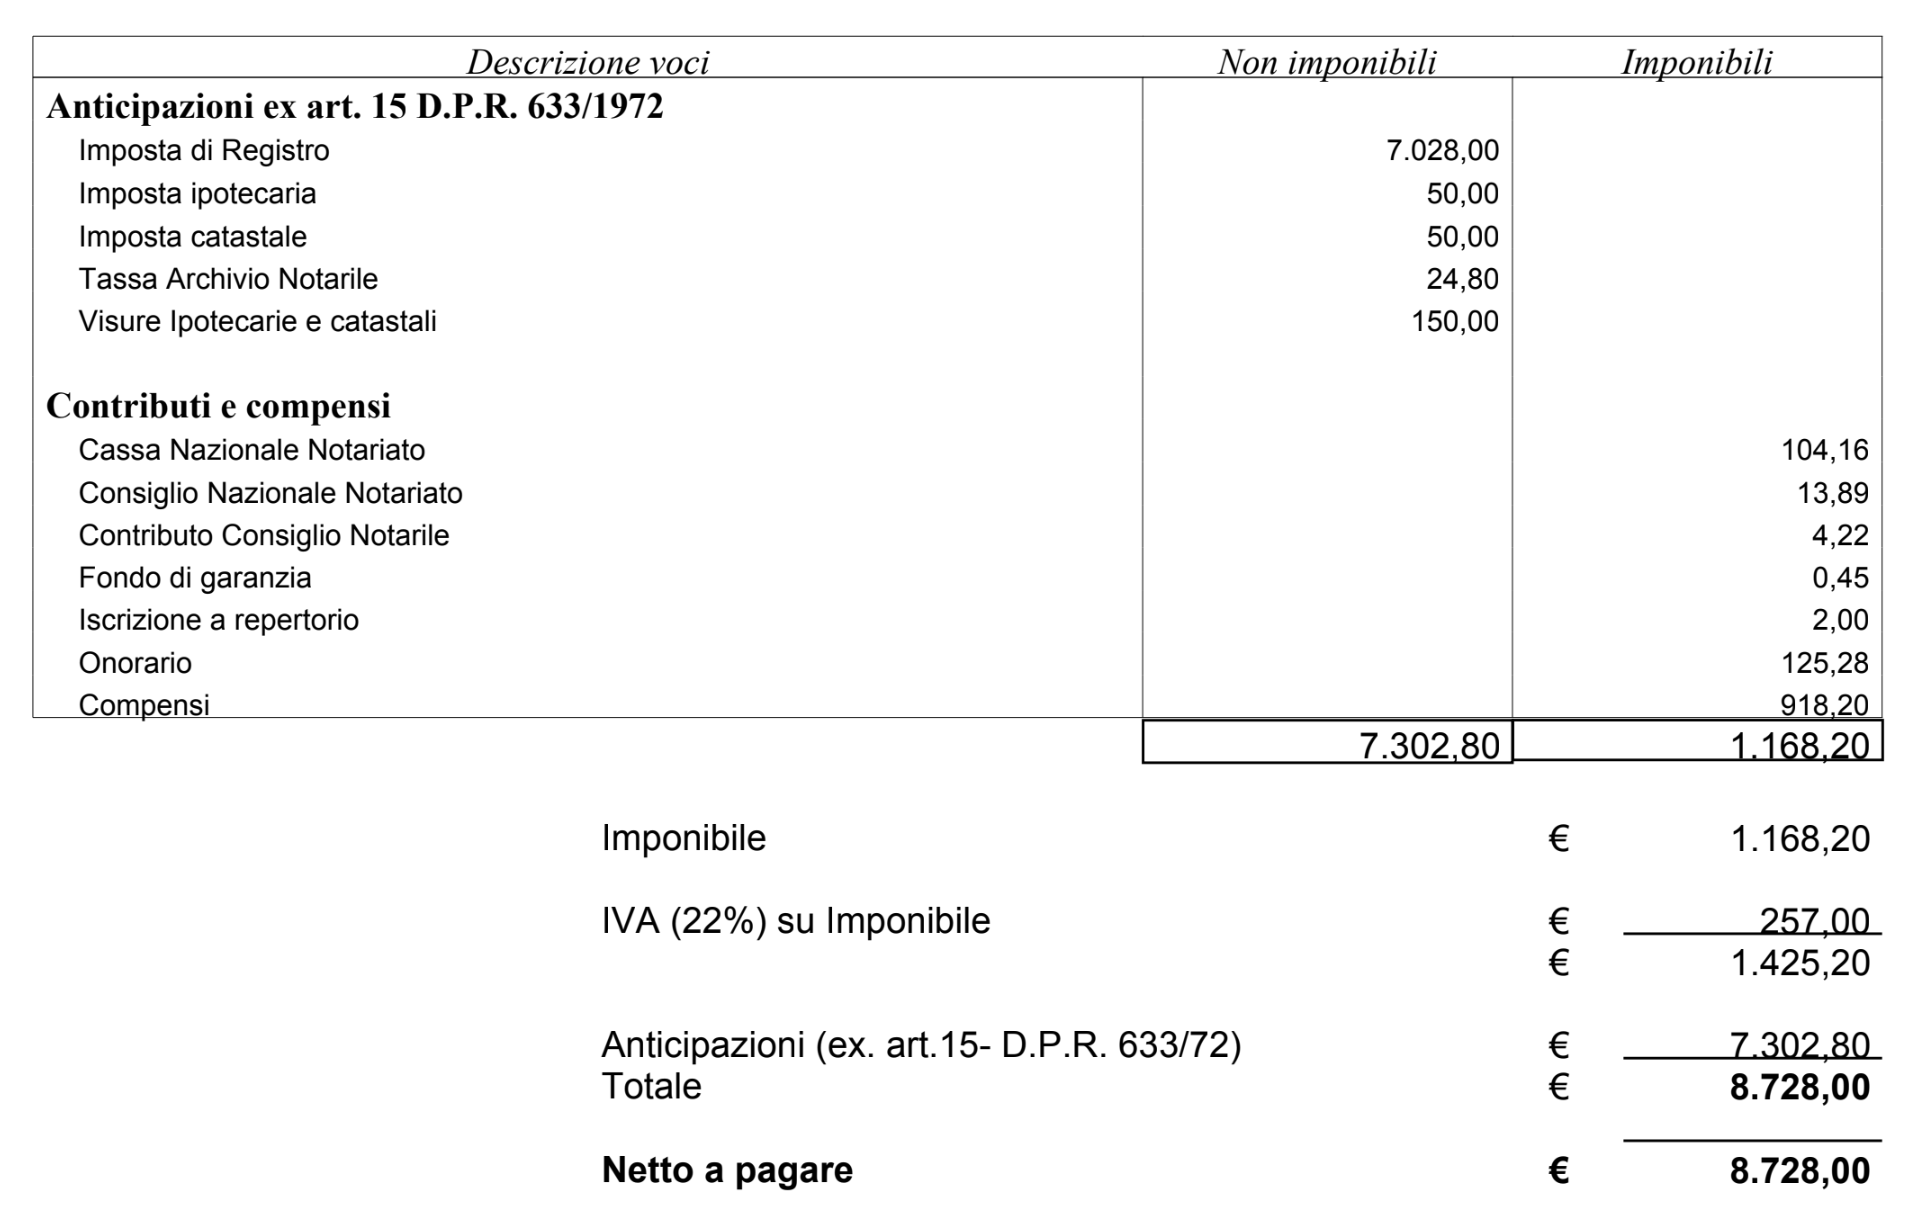 Descrizione voci Non imponibili Imponibili
Anticipazioni ex art. 15 D.P.R. 633/1972
Imposta di Registro 7.028,00
Imposta ipotecaria 50,00
Imposta catastale 50,00
Tassa Archivio Notarile 24,80
Visure Ipotecarie e catastali 150,00
Contributi e compensi
Cassa Nazionale Notariato 104,16
Consiglio Nazionale Notariato 13,89
Contributo Consiglio Notarile 4,22
Fondo di garanzia 0,45
Iscrizione a repertorio 2,00
Onorario 125,28
Compensi 918,20
7.302,80 1.168,20
Imponibile € 1.168,20
IVA (22%) su Imponibile € 257,00
€ 1.425,20
Anticipazioni (ex. art.15- D.P.R. 633/72) € 7.302,80
Totale € 8.728,00
Netto a pagare € 8.728,00